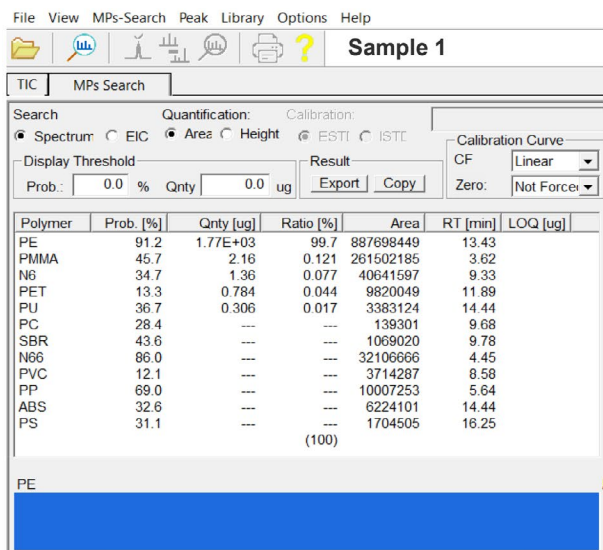 File View MPs-Search Peak Library Options Help
Sample 1
TIC MPs Search
Search Quantification: Calibration:
Spectrum EIC Area Height ESTD ISTD Calibration Curve
Display Threshold Result CF Linear
Prob.: 0.0 % Qnty 0.0 ug Export Copy Zero: Not Forced
Polymer Prob. [%] Qnty [ug] Ratio [%] Area RT [min] LOQ [ug]
PE 91.2 1.77E+03 99.7 887698449 13.43
PMMA 45.7 2.16 0.121 261502185 3.62
N6 34.7 1.36 0.077 40641597 9.33
PET 13.3 0.784 0.044 9820049 11.89
PU 36.7 0.306 0.017 3383124 14.44
PC 28.4 --- --- 139301 9.68
SBR 43.6 --- --- 1069020 9.78
N66 86.0 --- --- 32106666 4.45
PVC 12.1 --- --- 3714287 8.58
PP 69.0 --- --- 10007253 5.64
ABS 32.6 --- --- 6224101 14.44
PS 31.1 --- --- 1704505 16.25
(100)
PE